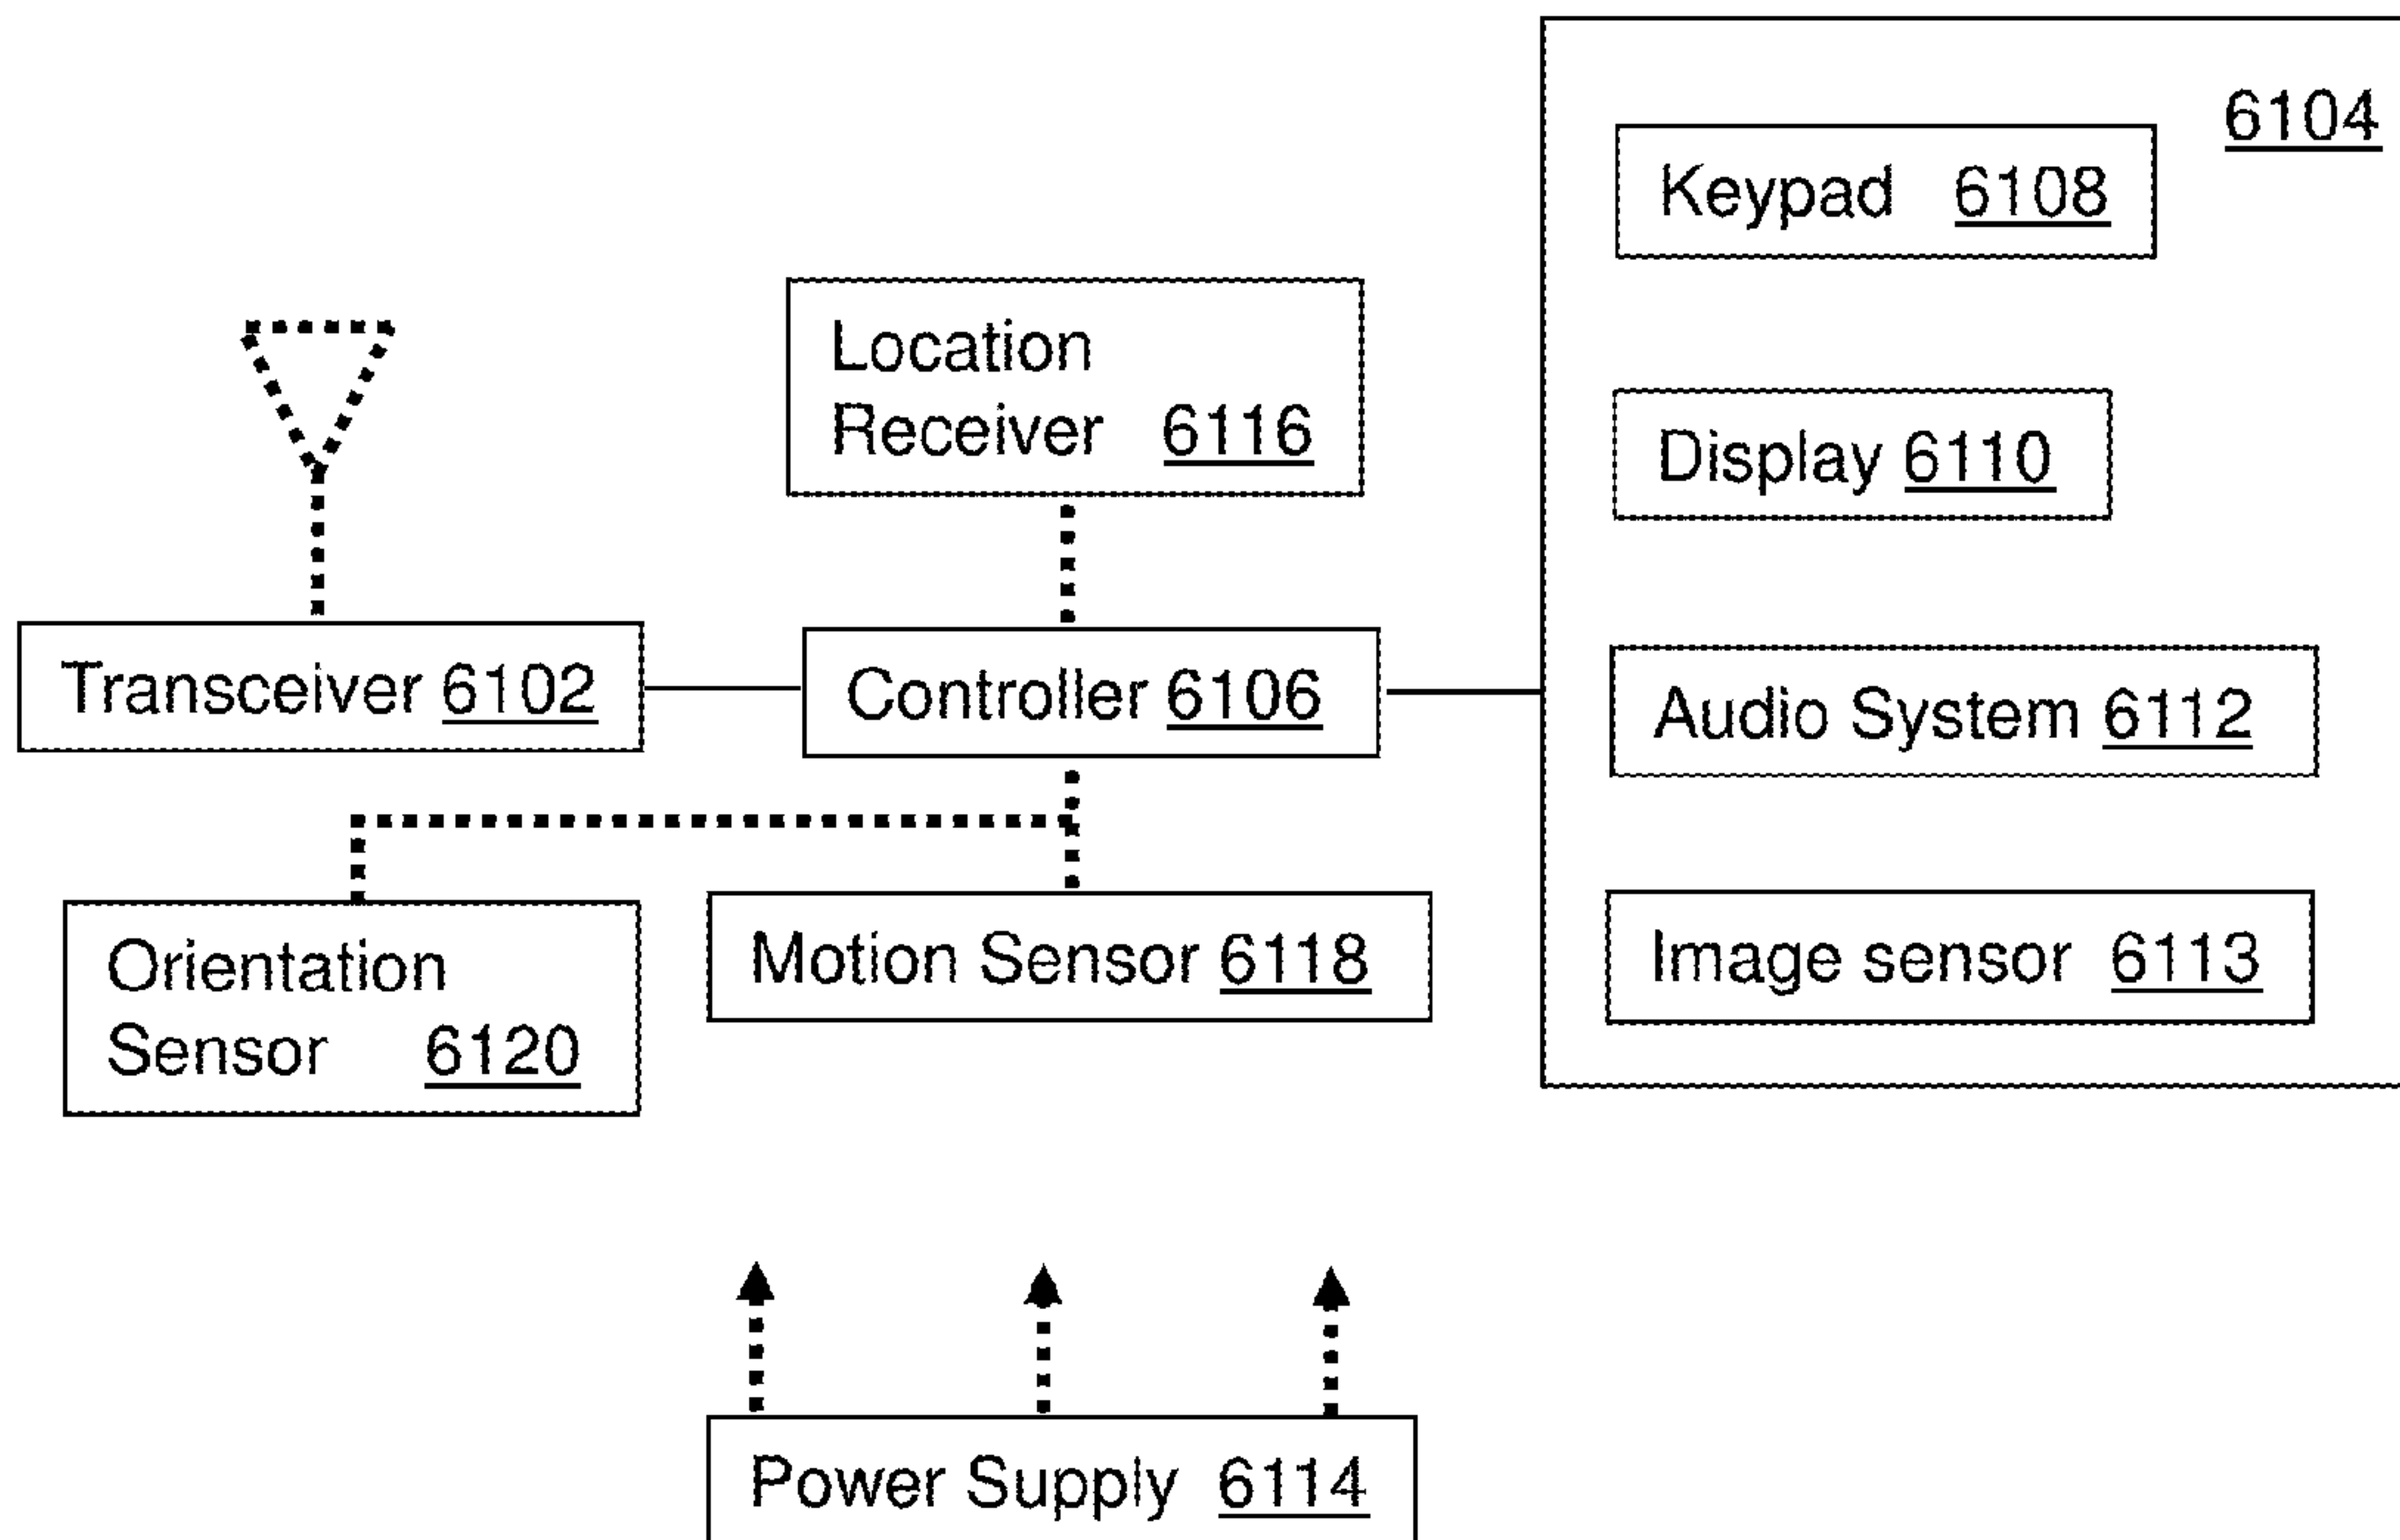 6104
Keypad 6108
Location
Receiver 6116
Display 6110
Transceiver 6102
Controller 6106
Audio System 6112
Orientation
Sensor 6120
Motion Sensor 6118
Image sensor 6113
Power Supply 6114